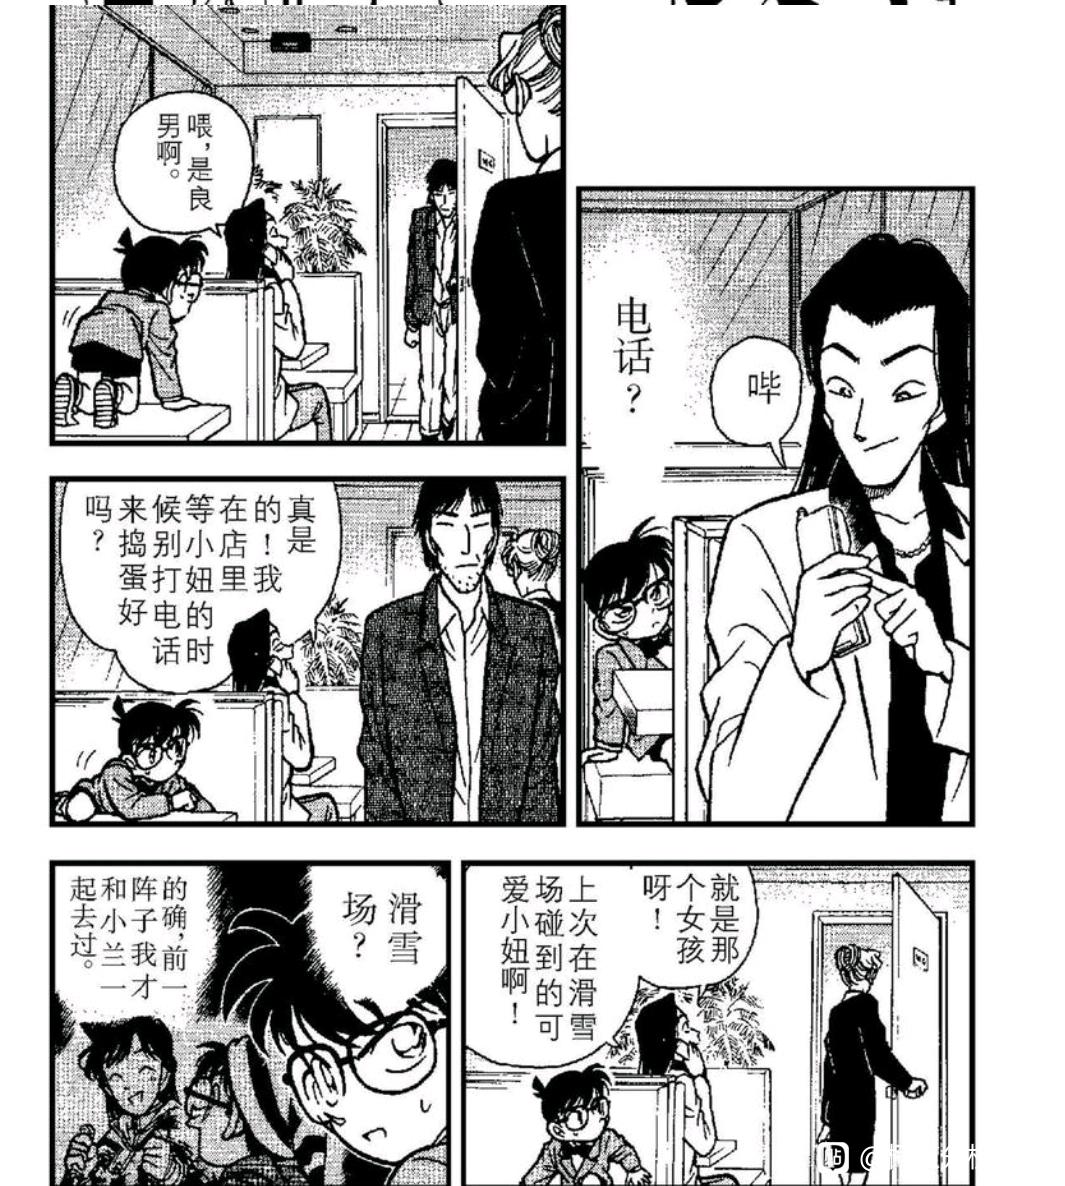 哔
电话?
喂,是良
男啊。
WC
真是
的!我
在店里
等小妞的时
候别打电话
来捣蛋好
吗?
就是那
个女孩
呀!
上次在滑雪
场碰到的可
爱小妞啊!
WC
滑雪
场?
的确,前一
阵子我才
和小兰一
起去过。